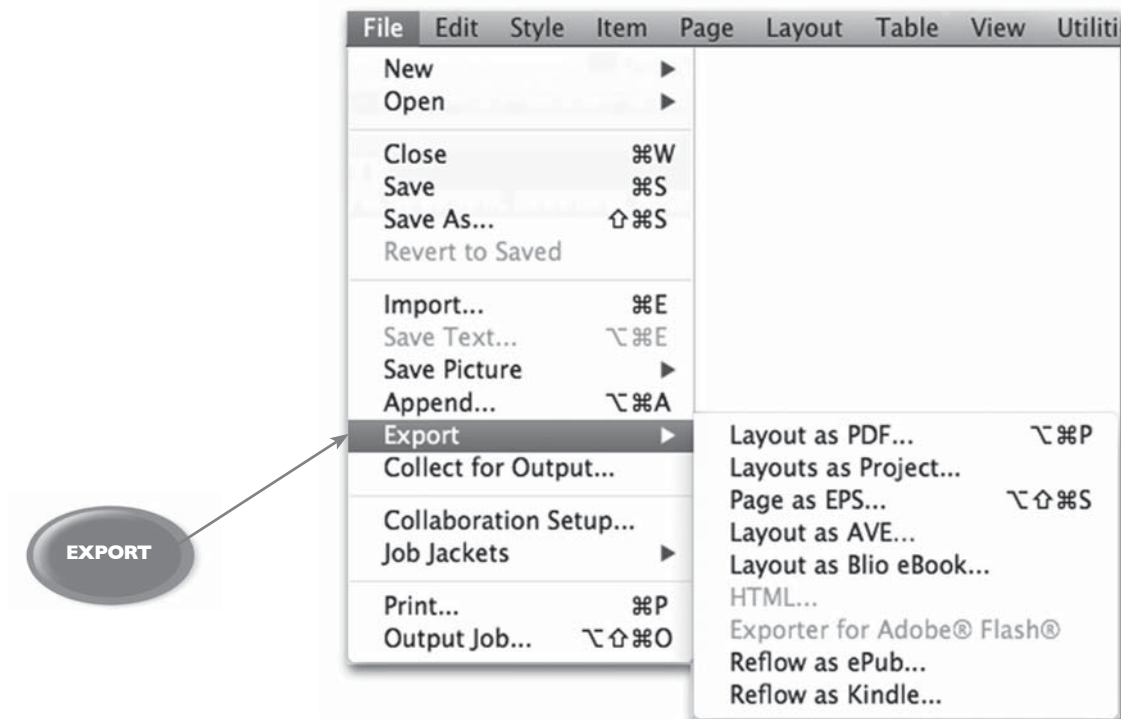 File Edit Style Item Page Layout Table View Utiliti
New ▶
Open ▶
Close ⌘W
Save ⌘S
Save As... ⇧⌘S
Revert to Saved
Import... ⌘E
Save Text... ⌥⌘E
Save Picture ▶
Append... ⌥⌘A
Export ▶
Collect for Output...
Collaboration Setup...
Job Jackets ▶
Print... ⌘P
Output Job... ⌥⇧⌘O
Layout as PDF... ⌥⌘P
Layouts as Project...
Page as EPS... ⌥⇧⌘S
Layout as AVE...
Layout as Blio eBook...
HTML...
Exporter for Adobe® Flash®
Reflow as ePub...
Reflow as Kindle...
EXPORT